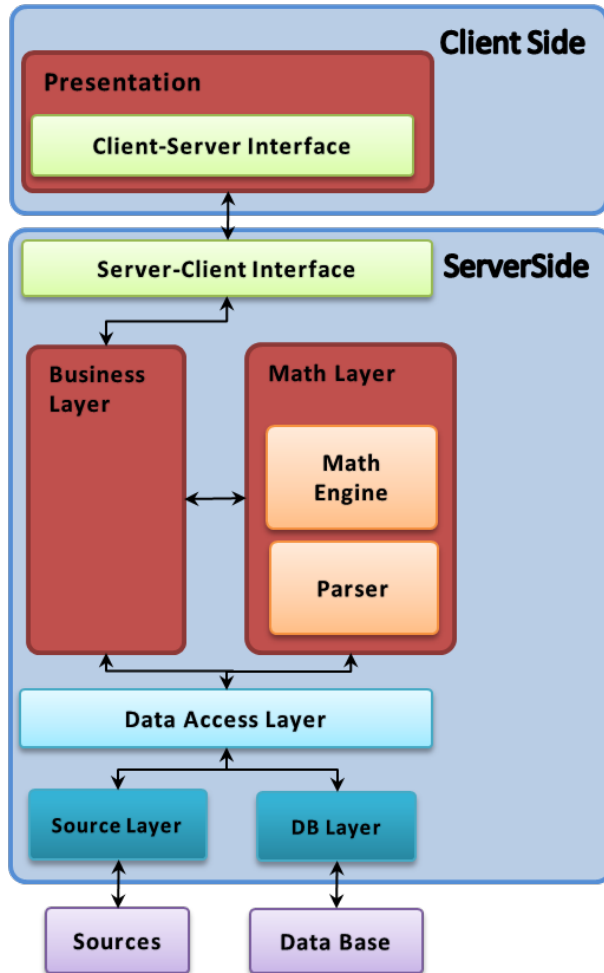 Client Side
Presentation
Client-Server Interface
Server-Client Interface
ServerSide
Business
Layer
Math Layer
Math
Engine
Parser
Data Access Layer
Source Layer
DB Layer
Sources
Data Base